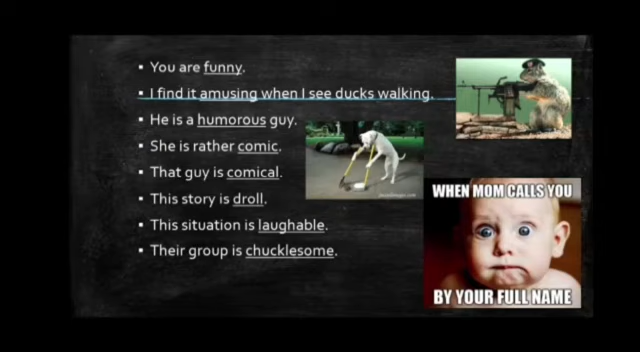 You are funny.
I find it amusing when I see ducks walking.
He is a humorous guy.
She is rather comic.
That guy is comical.
This story is droll.
This situation is laughable.
Their group is chucklesome.
WHEN MOM CALLS YOU
BY YOUR FULL NAME